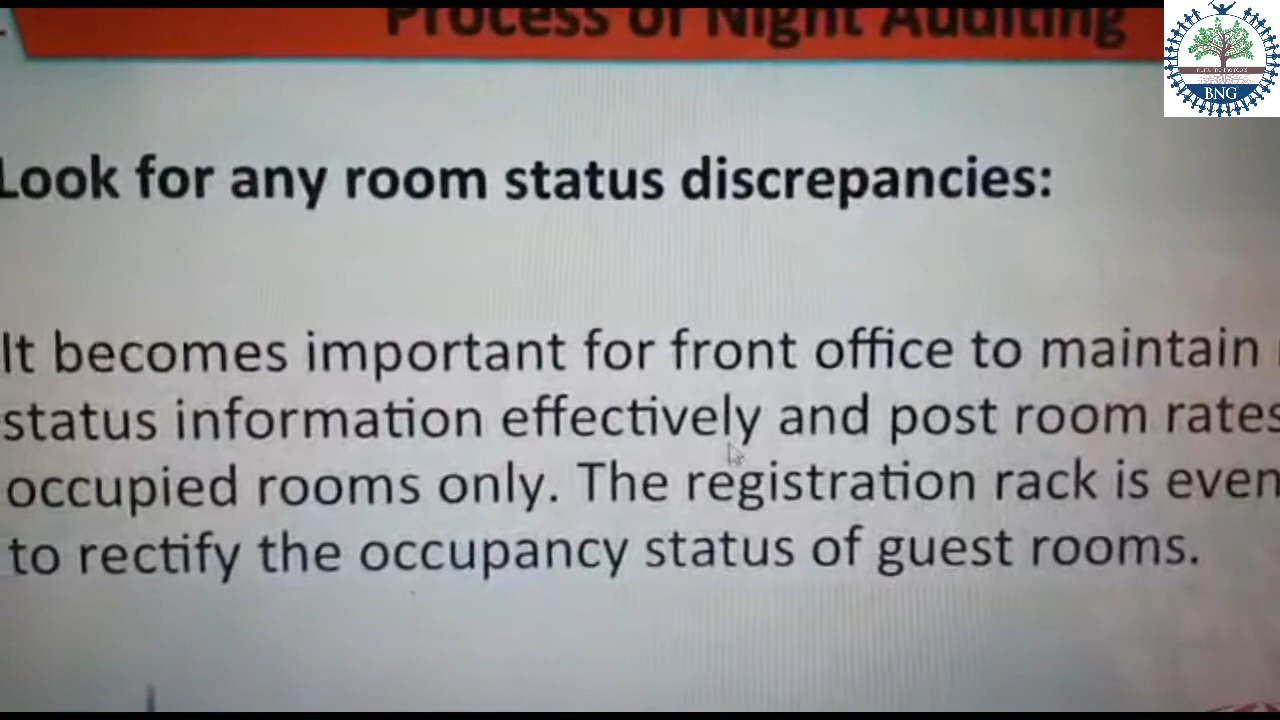 Process of Night Auditing
Look for any room status discrepancies:
It becomes important for front office to maintain
status information effectively and post room rates
occupied rooms only. The registration rack is even
to rectify the occupancy status of guest rooms.
BNG